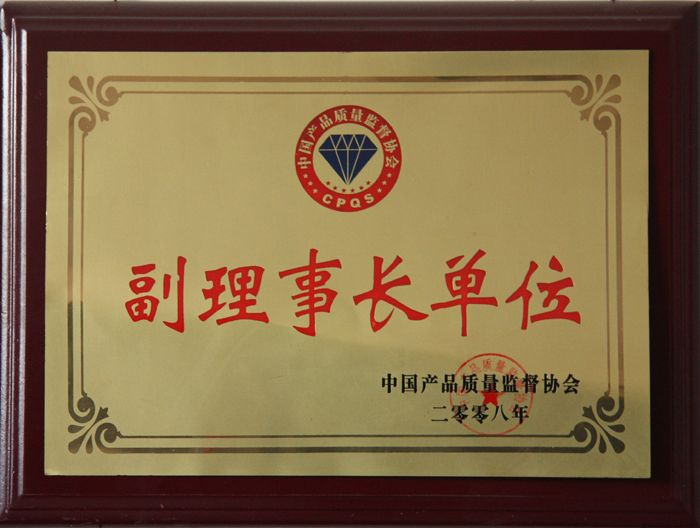 中国产品质量监督协会
CPQS
副理事长单位
中国产品质量监督协会
二零零八年